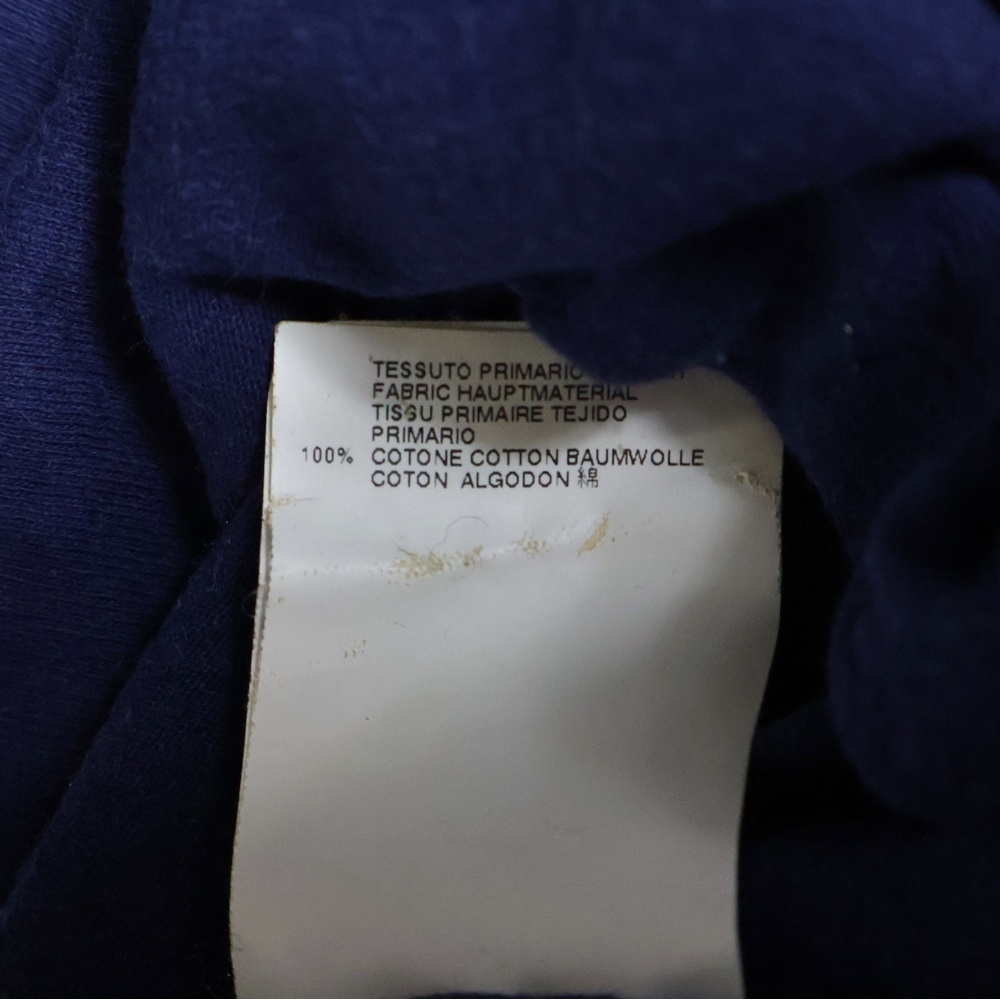 TESSUTO PRIMARIO
FABRIC HAUPTMATERIAL
TISSU PRIMAIRE TEJIDO
PRIMARIO
100% COTONE COTTON BAUMWOLLE
COTON ALGODON 綿